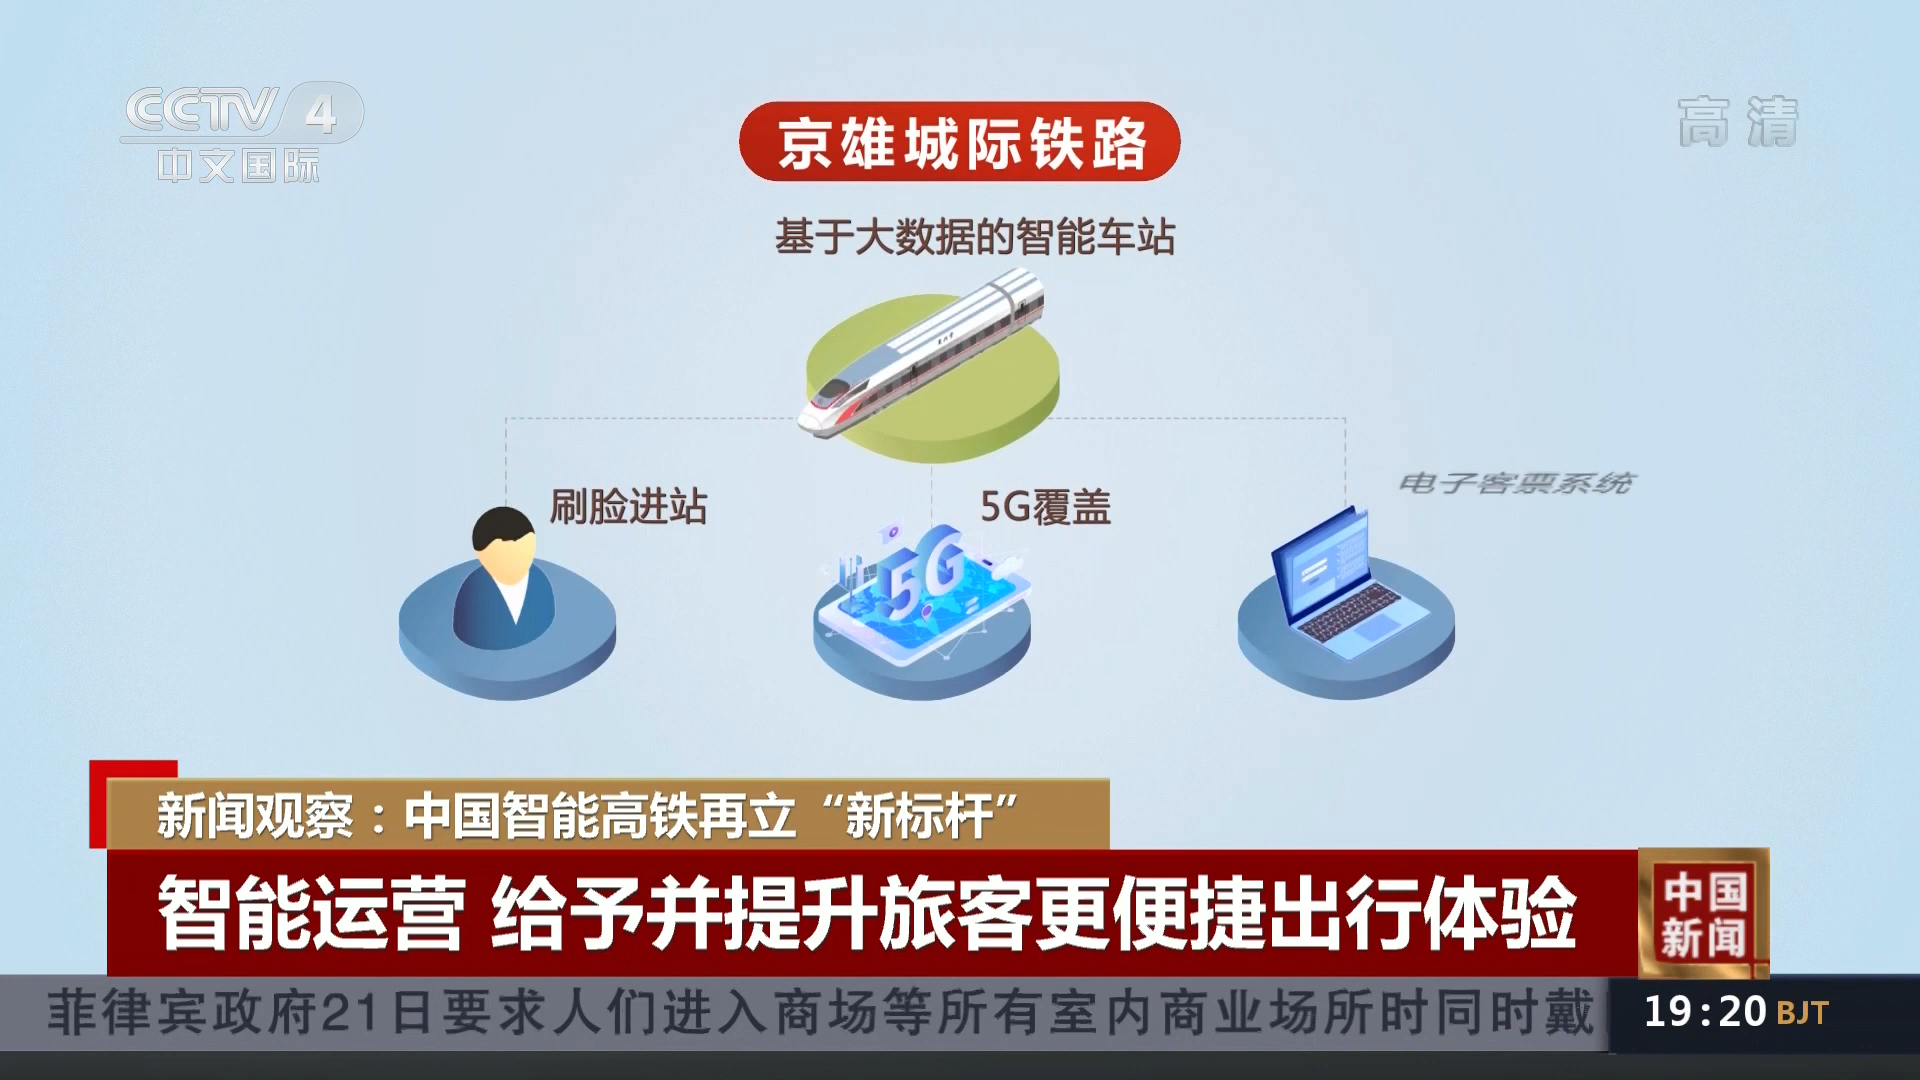 CCTV 4
中文国际
高清
京雄城际铁路
基于大数据的智能车站
刷脸进站
5G覆盖
电子客票系统
5G
新闻观察：中国智能高铁再立“新标杆”
智能运营 给予并提升旅客更便捷出行体验
中国
新闻
菲律宾政府21日要求人们进入商场等所有室内商业场所时同时戴
19:20 BJT